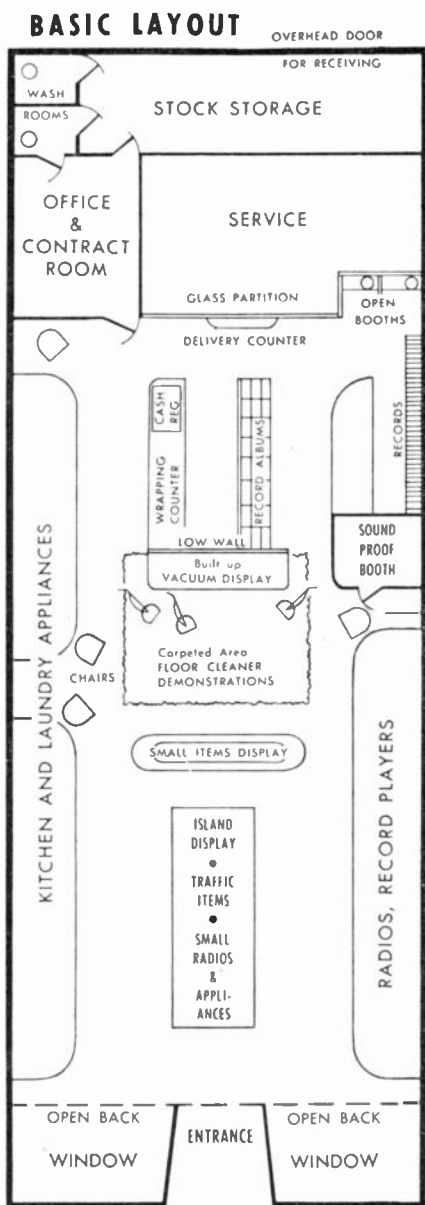 BASIC LAYOUT
OVERHEAD DOOR
FOR RECEIVING
WASH
ROOMS
STOCK STORAGE
OFFICE
&
CONTRACT
ROOM
SERVICE
GLASS PARTITION
OPEN
BOOTHS
DELIVERY COUNTER
CASH
REG.
WRAPPING
COUNTER
RECORD ALBUMS
RECORDS
LOW WALL
Built up
VACUUM DISPLAY
SOUND
PROOF
BOOTH
KITCHEN AND LAUNDRY APPLIANCES
CHAIRS
Carpeted Area
FLOOR CLEANER
DEMONSTRATIONS
SMALL ITEMS DISPLAY
RADIOS, RECORD PLAYERS
ISLAND
DISPLAY
●
TRAFFIC
ITEMS
●
SMALL
RADIOS
&
APPLI-
ANCES
OPEN BACK
WINDOW
ENTRANCE
OPEN BACK
WINDOW